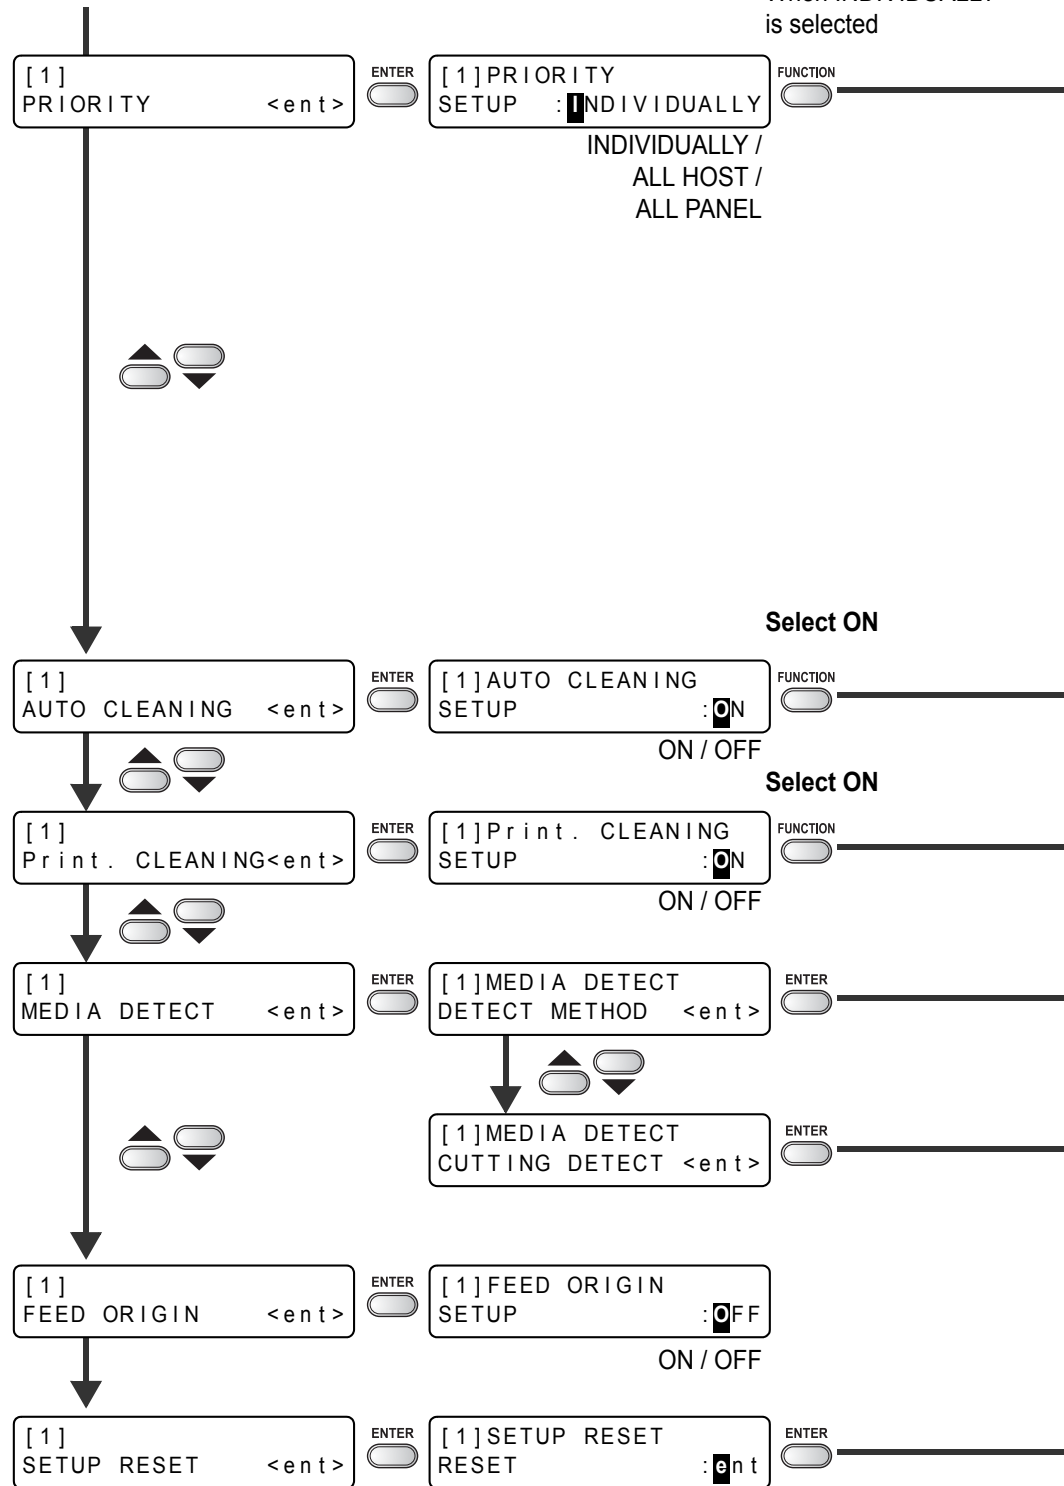 is selected
[1]
PRIORITY <ent>
ENTER
[1]PRIORITY
SETUP :INDIVIDUALLY
FUNCTION
INDIVIDUALLY /
ALL HOST /
ALL PANEL
Select ON
[1]
AUTO CLEANING <ent>
ENTER
[1]AUTO CLEANING
SETUP :ON
FUNCTION
ON / OFF
Select ON
[1]
Print. CLEANING<ent>
ENTER
[1]Print. CLEANING
SETUP :ON
FUNCTION
ON / OFF
[1]
MEDIA DETECT <ent>
ENTER
[1]MEDIA DETECT
DETECT METHOD <ent>
ENTER
[1]MEDIA DETECT
CUTTING DETECT <ent>
ENTER
[1]
FEED ORIGIN <ent>
ENTER
[1]FEED ORIGIN
SETUP :OFF
ON / OFF
[1]
SETUP RESET <ent>
ENTER
[1]SETUP RESET
RESET :ent
ENTER